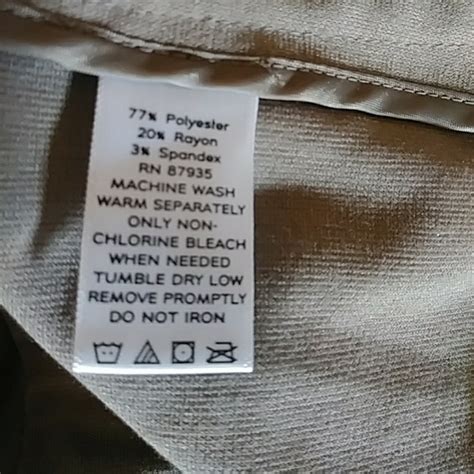 77% Polyester
20% Rayon
3% Spandex
RN 87935
MACHINE WASH
WARM SEPARATELY
ONLY NON-
CHLORINE BLEACH
WHEN NEEDED
TUMBLE DRY LOW
REMOVE PROMPTLY
DO NOT IRON